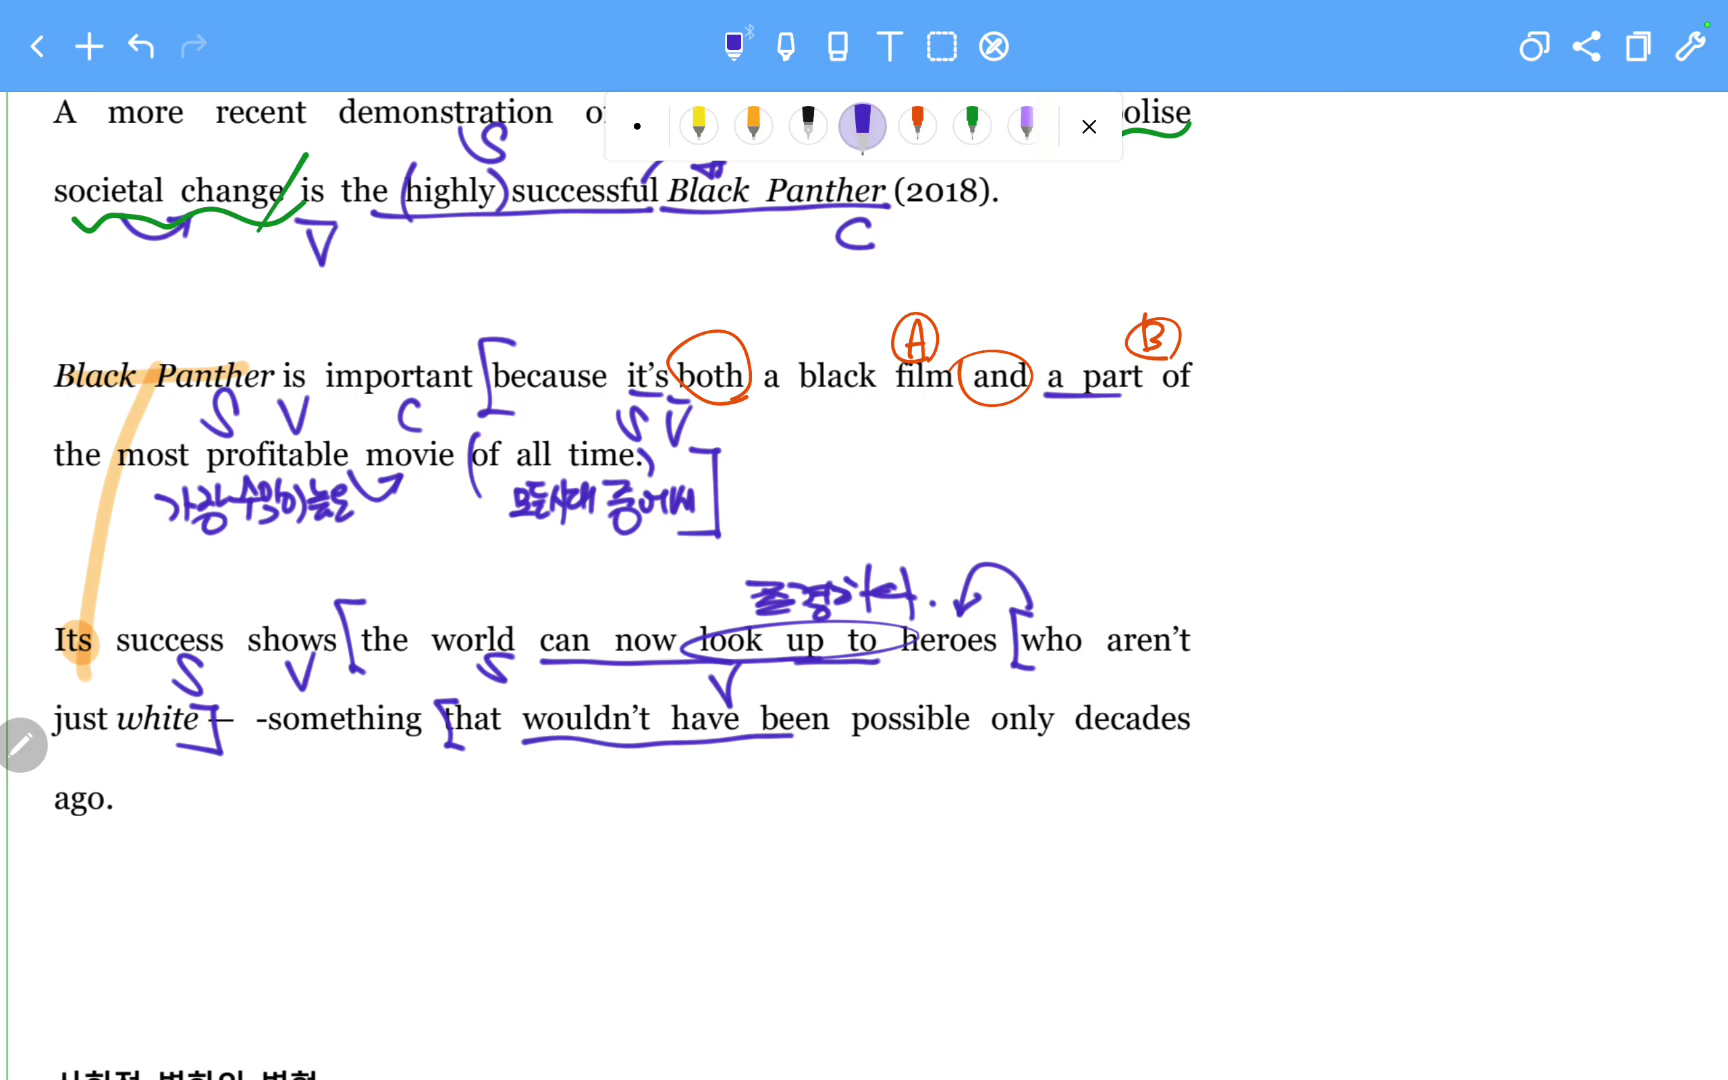 A more recent demonstration olise
S
societal change is the (highly) successful Black Panther (2018).
V C
A B
Black Panther is important [because it's both a black film and a part of
S V C S V
the most profitable movie (of all time.)
가장 수익이 높은 모든 시대 중에서]
존경하다.
Its success shows [the world can now look up to heroes [who aren't
S V S V
just white] — -something [that wouldn't have been possible only decades
ago.